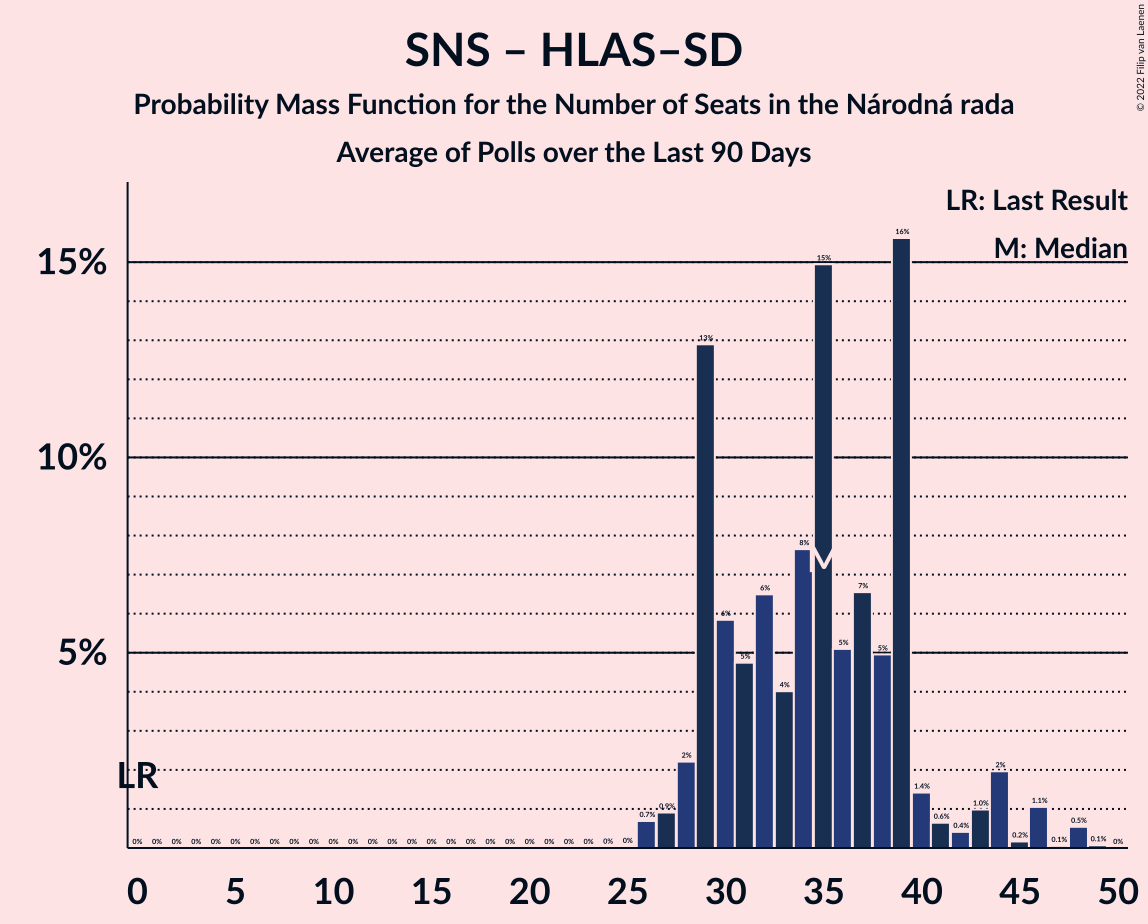 SNS – HLAS–SD
Probability Mass Function for the Number of Seats in the Národná rada
Average of Polls over the Last 90 Days
© 2022 Filip van Laenen
LR: Last Result
M: Median
15%
10%
5%
LR
M
0% 0% 0% 0% 0% 0% 0% 0% 0% 0% 0% 0% 0% 0% 0% 0% 0% 0% 0% 0% 0% 0% 0% 0% 0% 0% 0.7% 0.9% 2% 13% 6% 5% 6% 4% 8% 15% 5% 7% 5% 16% 1.4% 0.6% 0.4% 1.0% 2% 0.2% 1.1% 0.1% 0.5% 0.1% 0%
0 5 10 15 20 25 30 35 40 45 50